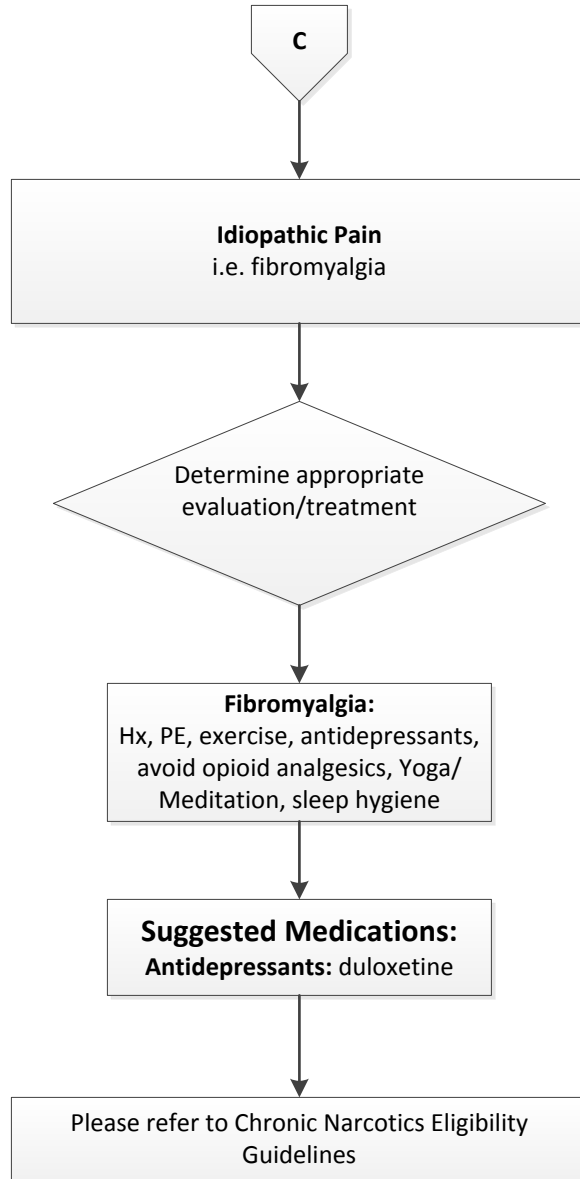 C
Idiopathic Pain
i.e. fibromyalgia
Determine appropriate
evaluation/treatment
Fibromyalgia:
Hx, PE, exercise, antidepressants,
avoid opioid analgesics, Yoga/
Meditation, sleep hygiene
Suggested Medications:
Antidepressants: duloxetine
Please refer to Chronic Narcotics Eligibility
Guidelines